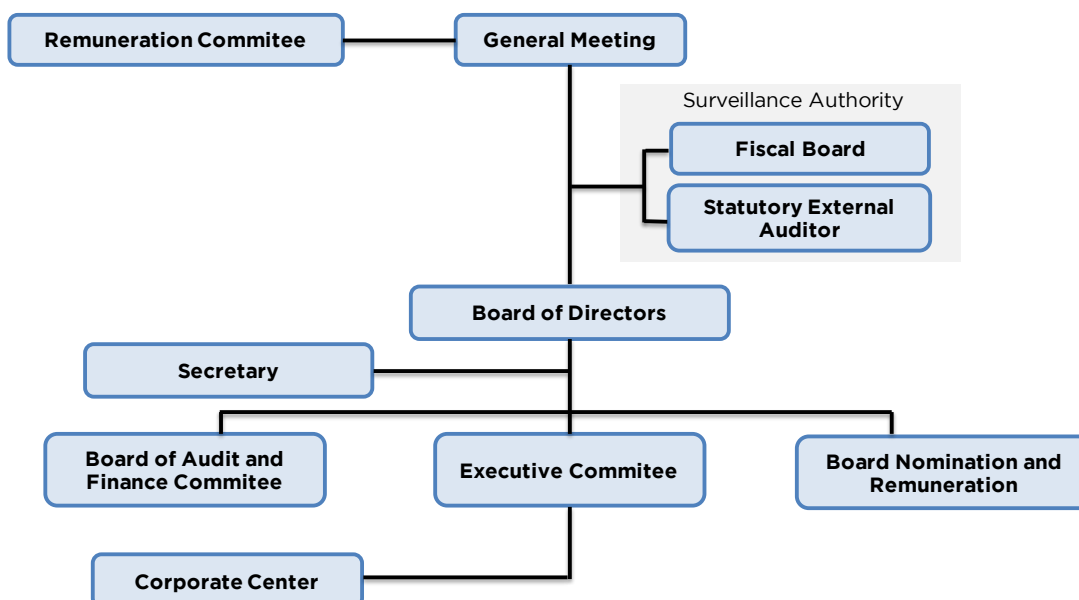 Remuneration Commitee
General Meeting
Surveillance Authority
Fiscal Board
Statutory External
Auditor
Board of Directors
Secretary
Board of Audit and
Finance Commitee
Executive Commitee
Board Nomination and
Remuneration
Corporate Center